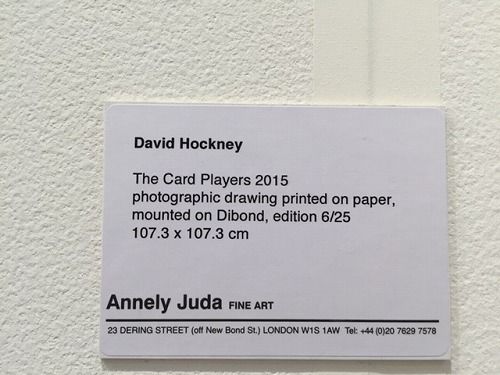 David Hockney
The Card Players 2015
photographic drawing printed on paper,
mounted on Dibond, edition 6/25
107.3 x 107.3 cm
Annely Juda FINE ART
23 DERING STREET (off New Bond St.) LONDON W1S 1AW Tel: +44 (0)20 7629 7578